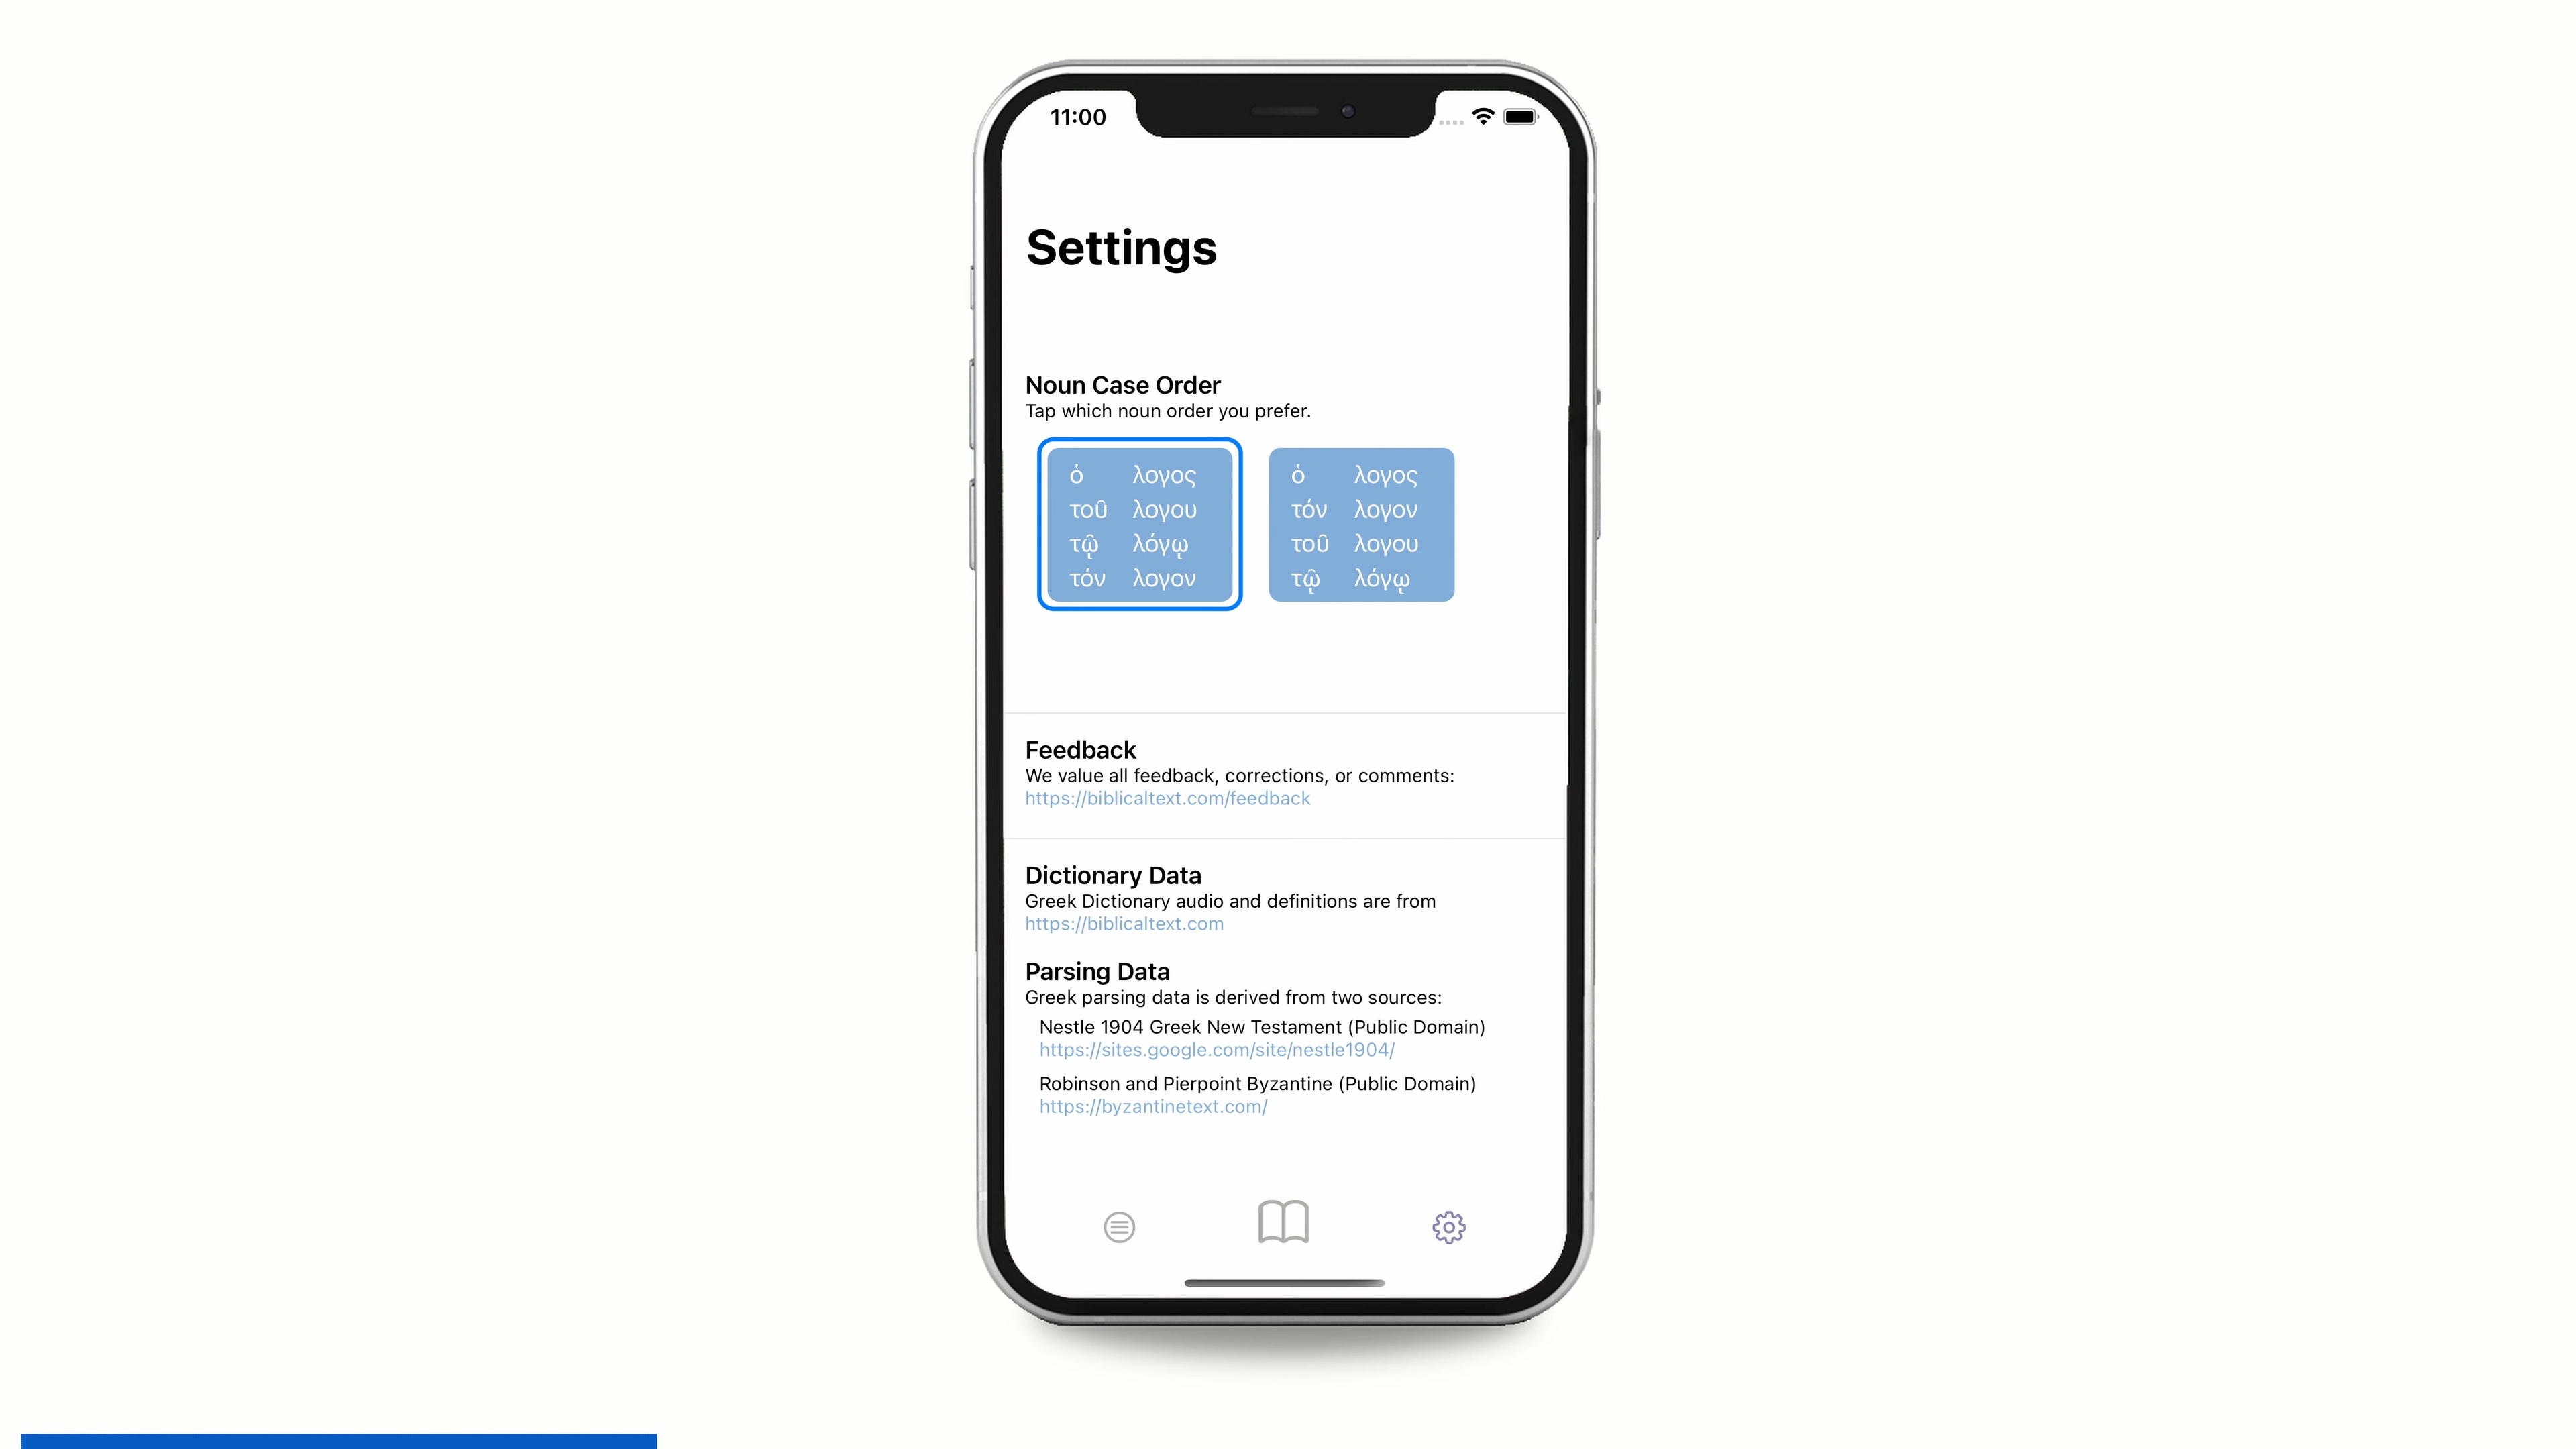 11:00
Settings
Noun Case Order
Tap which noun order you prefer.
ὁ λογος
τοῦ λογου
τῷ λόγῳ
τόν λογον
ὁ λογος
τόν λογον
τοῦ λογου
τῷ λόγῳ
Feedback
We value all feedback, corrections, or comments:
https://biblicaltext.com/feedback
Dictionary Data
Greek Dictionary audio and definitions are from
https://biblicaltext.com
Parsing Data
Greek parsing data is derived from two sources:
Nestle 1904 Greek New Testament (Public Domain)
https://sites.google.com/site/nestle1904/
Robinson and Pierpoint Byzantine (Public Domain)
https://byzantinetext.com/